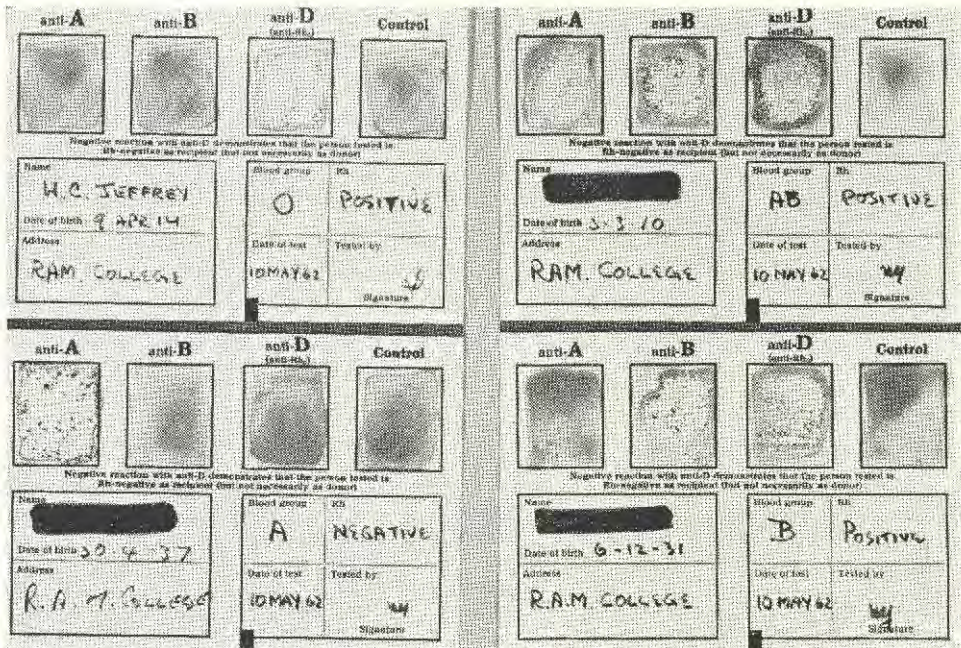 anti-A anti-B anti-D Control
(anti-Rh₀)
Negative reaction with anti-D demonstrates that the person tested is
Rh-negative as recipient (but not necessarily as donor)
Name
H.C. JEFFREY
Date of birth 9 APR 14
Address
RAM. COLLEGE
Blood group Rh
O POSITIVE
Date of test Tested by
10 MAY 62
Signature
anti-A anti-B anti-D Control
(anti-Rh₀)
Negative reaction with anti-D demonstrates that the person tested is
Rh-negative as recipient (but not necessarily as donor)
Name
Date of birth 3-3-10
Address
RAM. COLLEGE
Blood group Rh
AB POSITIVE
Date of test Tested by
10 MAY 62
Signature
anti-A anti-B anti-D Control
(anti-Rh₀)
Negative reaction with anti-D demonstrates that the person tested is
Rh-negative as recipient (but not necessarily as donor)
Name
Date of birth 30-4-37
Address
R.A.M. COLLEGE
Blood group Rh
A NEGATIVE
Date of test Tested by
10 MAY 62
Signature
anti-A anti-B anti-D Control
(anti-Rh₀)
Negative reaction with anti-D demonstrates that the person tested is
Rh-negative as recipient (but not necessarily as donor)
Name
Date of birth 6-12-31
Address
R.A.M. COLLEGE
Blood group Rh
B POSITIVE
Date of test Tested by
10 MAY 62
Signature